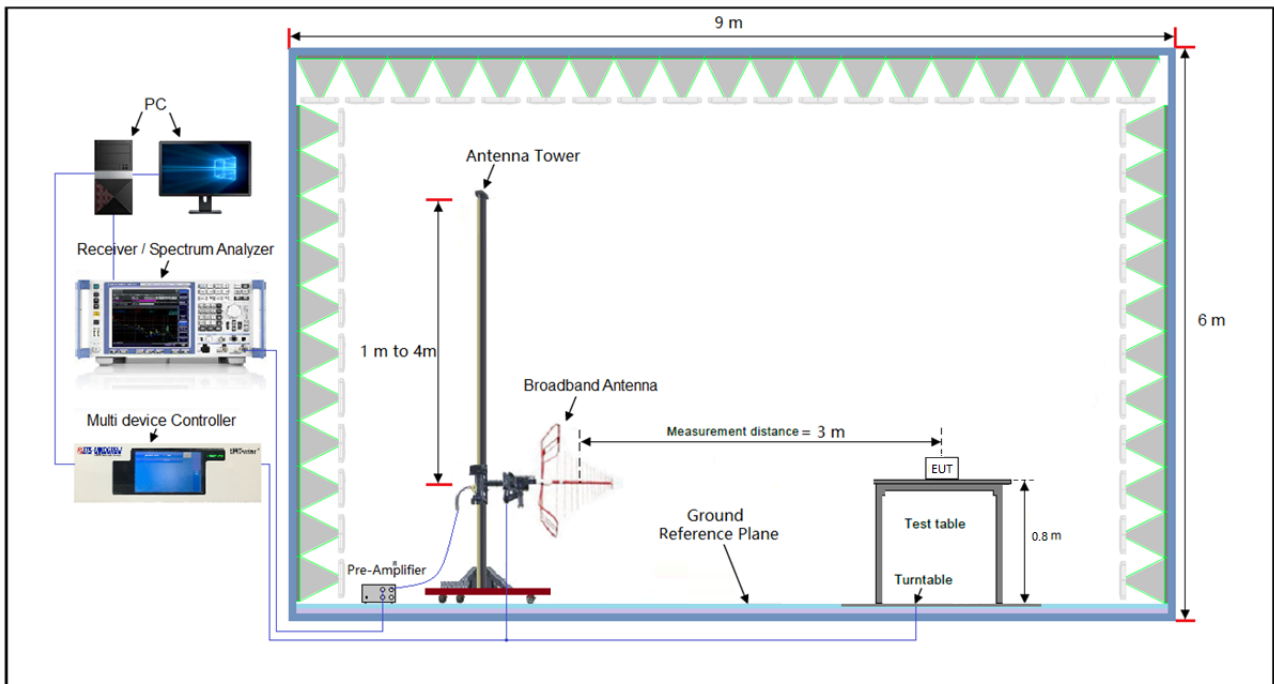 9 m
PC
Antenna Tower
Receiver / Spectrum Analyzer
6 m
1 m to 4m
Broadband Antenna
Multi device Controller
Measurement distance = 3 m
EUT
Ground
Reference Plane
Test table
0.8 m
Pre-Amplifier
Turntable